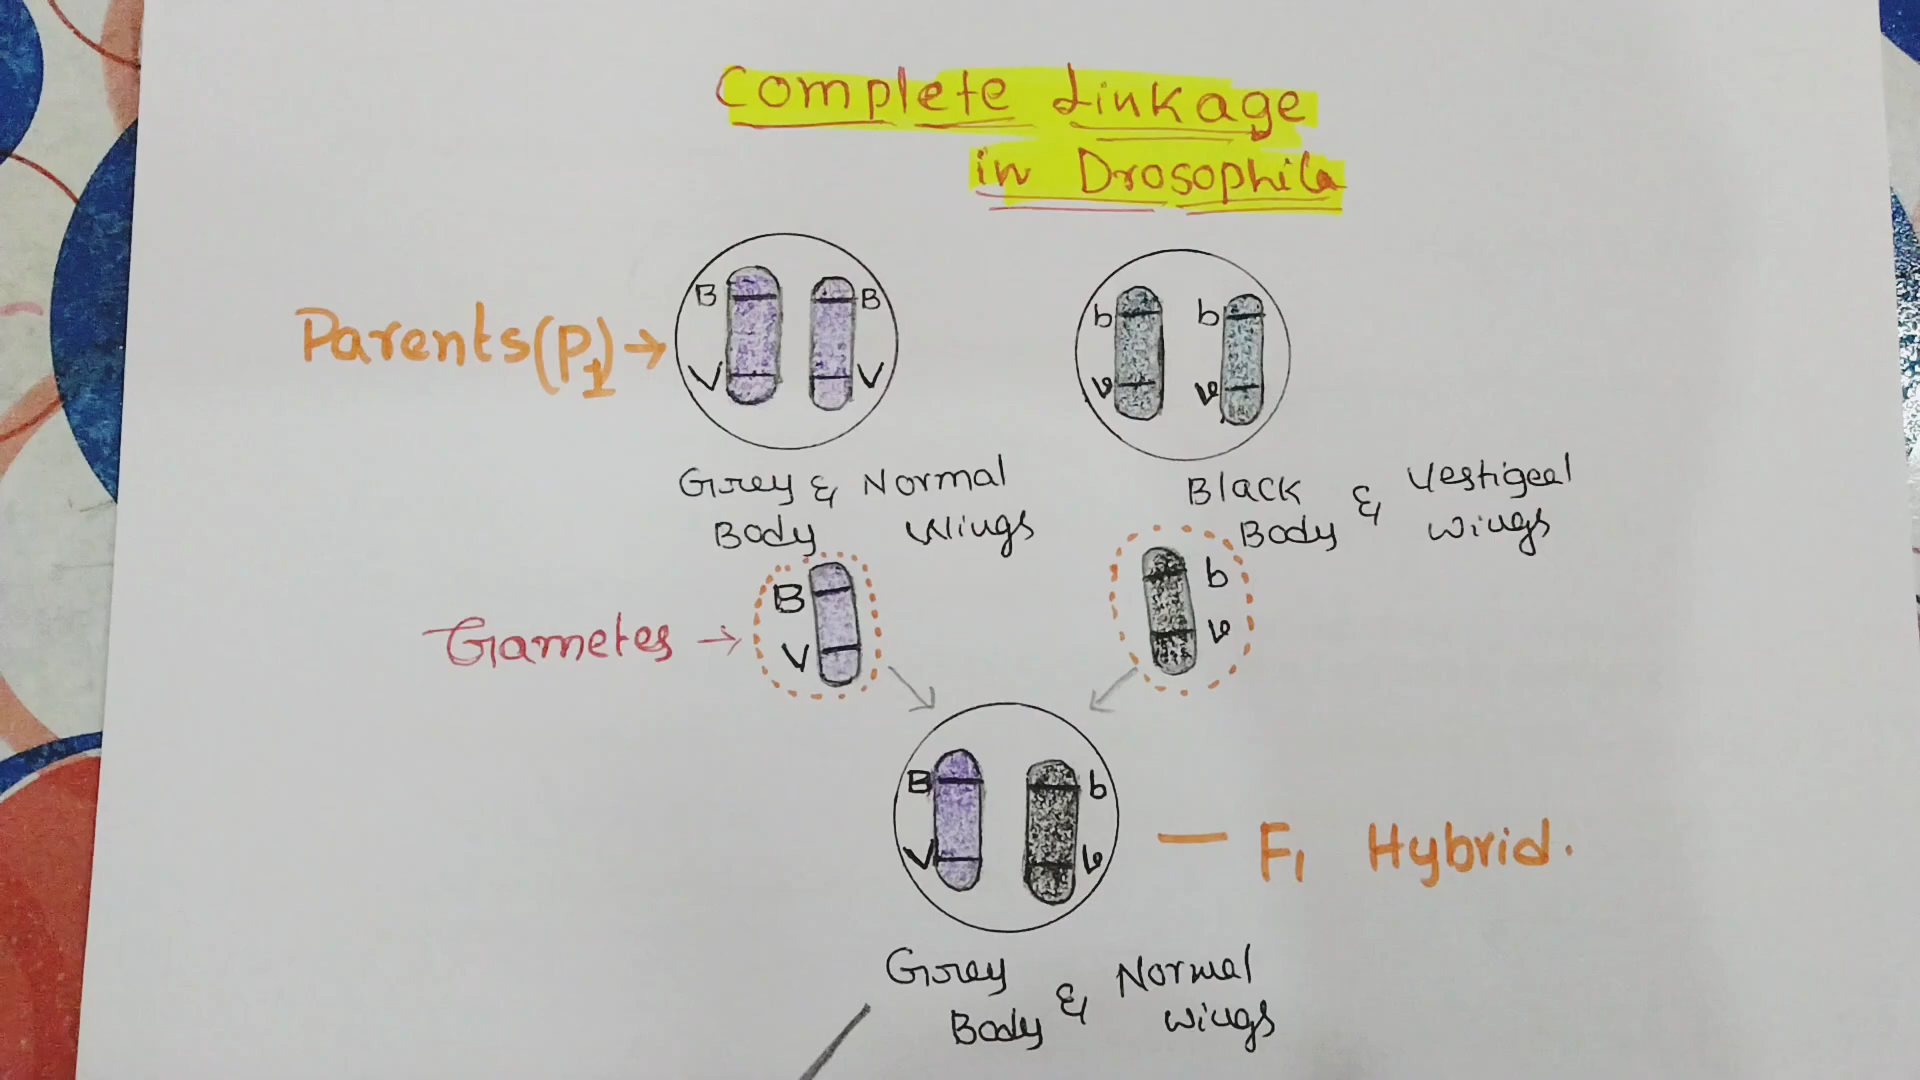 Complete Linkage
in Drosophila
B B b b
Parents (P1) →
V V v v
Grey & Normal
Body Wings
Black & Vestigeal
Body Wings
B b
Gametes →
V v
B b
V v
— F1 Hybrid.
Grey & Normal
Body Wings